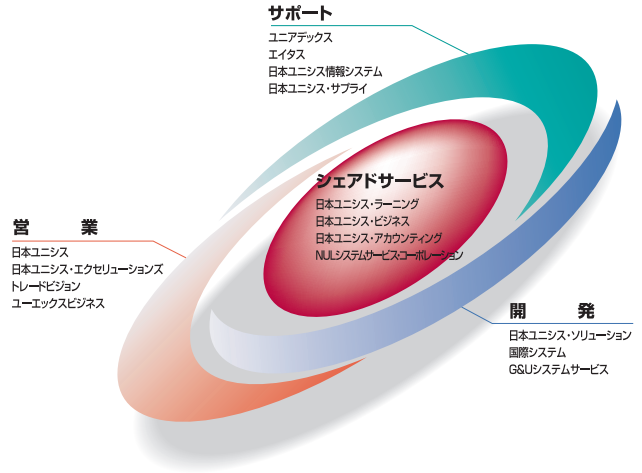 サポート
ユニアデックス
エイタス
日本ユニシス情報システム
日本ユニシス・サプライ
シェアドサービス
日本ユニシス・ラーニング
日本ユニシス・ビジネス
日本ユニシス・アカウンティング
NULシステムサービス・コーポレーション
営業
日本ユニシス
日本ユニシス・エクセリューションズ
トレードビジョン
ユーエックスビジネス
開発
日本ユニシス・ソリューション
国際システム
G&Uシステムサービス